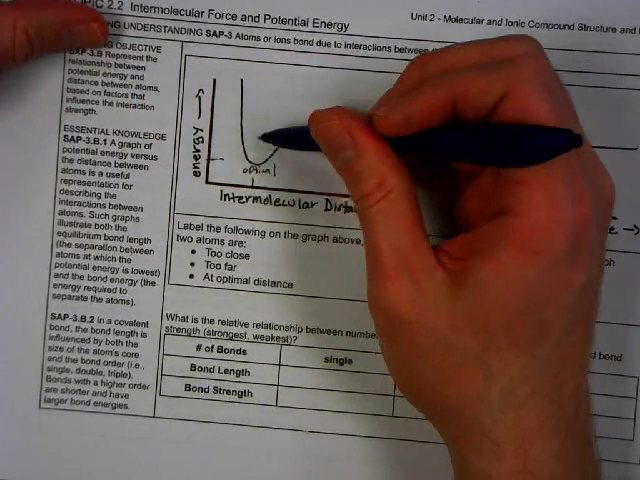 PIC 2.2 Intermolecular Force and Potential Energy
Unit 2 - Molecular and Ionic Compound Structure and
UNDERSTANDING SAP-3 Atoms or ions bond due to interactions between
OBJECTIVE
SAP-3.B Represent the
relationship between
potential energy and
distance between atoms,
based on factors that
influence the interaction
strength.
ESSENTIAL KNOWLEDGE
SAP-3.B.1 A graph of
potential energy versus
the distance between
atoms is a useful
representation for
describing the
interactions between
atoms. Such graphs
illustrate both the
equilibrium bond length
(the separation between
atoms at which the
potential energy is lowest)
and the bond energy (the
energy required to
separate the atoms).
SAP-3.B.2 In a covalent
bond, the bond length is
influenced by both the
size of the atom's core
and the bond order (i.e.,
single, double, triple).
Bonds with a higher order
are shorter and have
larger bond energies.
energy →
optimal
Intermolecular
Label the following on the graph above,
two atoms are:
• Too close
• Too far
• At optimal distance
What is the relative relationship between
strength (strongest, weakest)?
# of Bonds
single
Bond Length
Bond Strength
bond